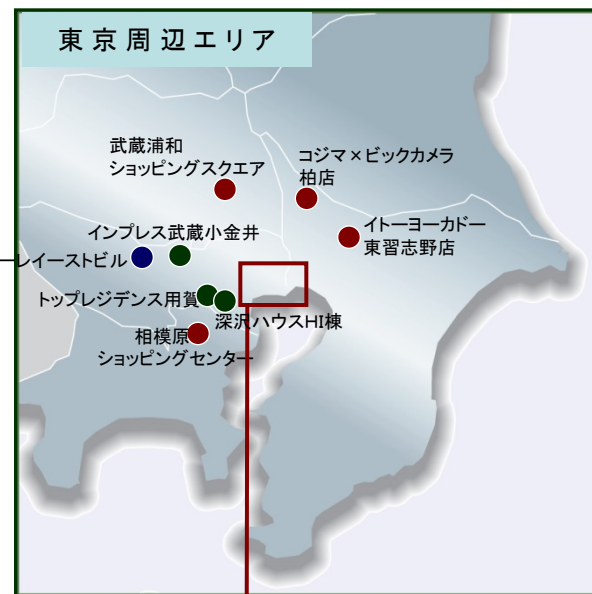 東京周辺エリア
武蔵浦和
ショッピングスクエア
コジマ×ビックカメラ
柏店
イトーヨーカドー
東習志野店
インプレス武蔵小金井
ーレイーストビル
トップレジデンス用賀
深沢ハウスHI棟
相模原
ショッピングセンター